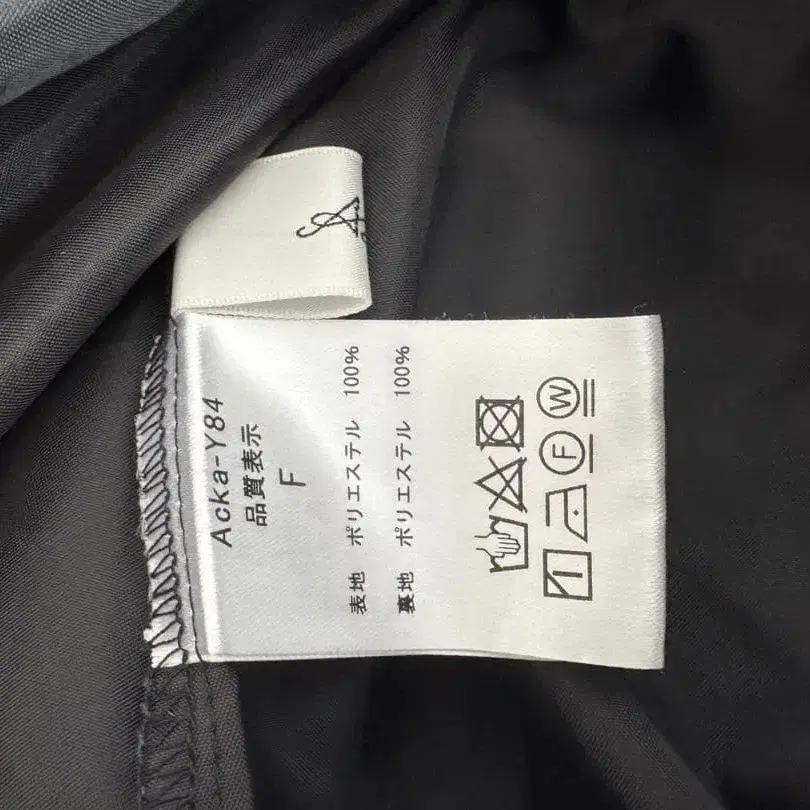 Acka-Y84
品質表示
F
表地 ポリエステル 100%
裏地 ポリエステル 100%
F W